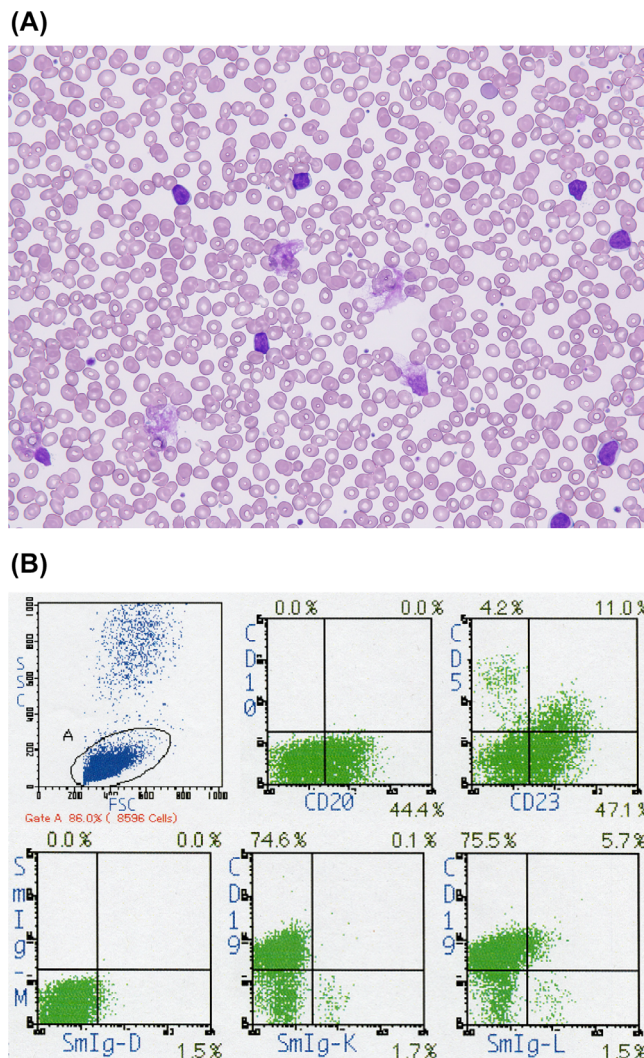 (A)
(B)
0.0% 0.0% 4.2% 11.0%
SSC
1000
800
600
400
200
0
A
0 200 400 600 800 1000
FSC
Gate A 86.0% ( 8596 Cells)
CD10
CD20
44.4%
CD5
CD23
47.1%
0.0% 0.0% 74.6% 0.1% 75.5% 5.7%
SmIg-M
SmIg-D
1.5%
CD19
SmIg-K
1.7%
CD19
SmIg-L
1.5%